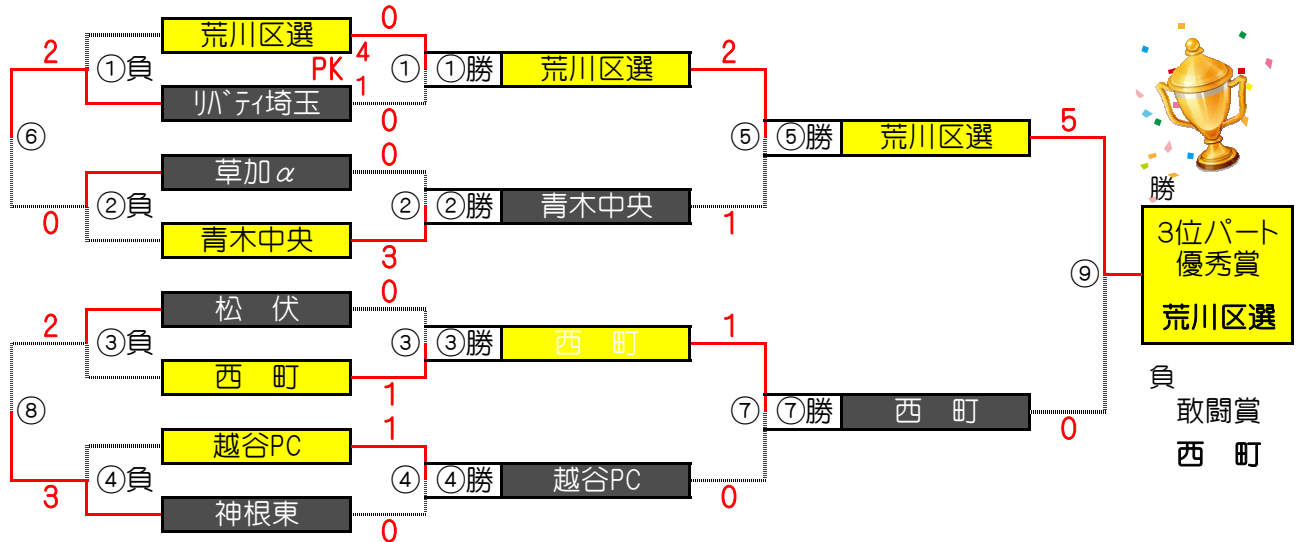 0
荒川区選
2
4
2
①負
PK
①
①勝
荒川区選
1
リバティ埼玉
5
0
⑤
⑤勝
荒川区選
⑥
0
草加α
勝
②負
②
②勝
青木中央
0
1
青木中央
3位パート
3
優秀賞
⑨
0
松 伏
荒川区選
2
1
③負
③
③勝
西 町
西 町
負
1
⑧
⑦
⑦勝
西 町
敢闘賞
1
0
越谷PC
西 町
④負
④
④勝
越谷PC
3
0
神根東
0